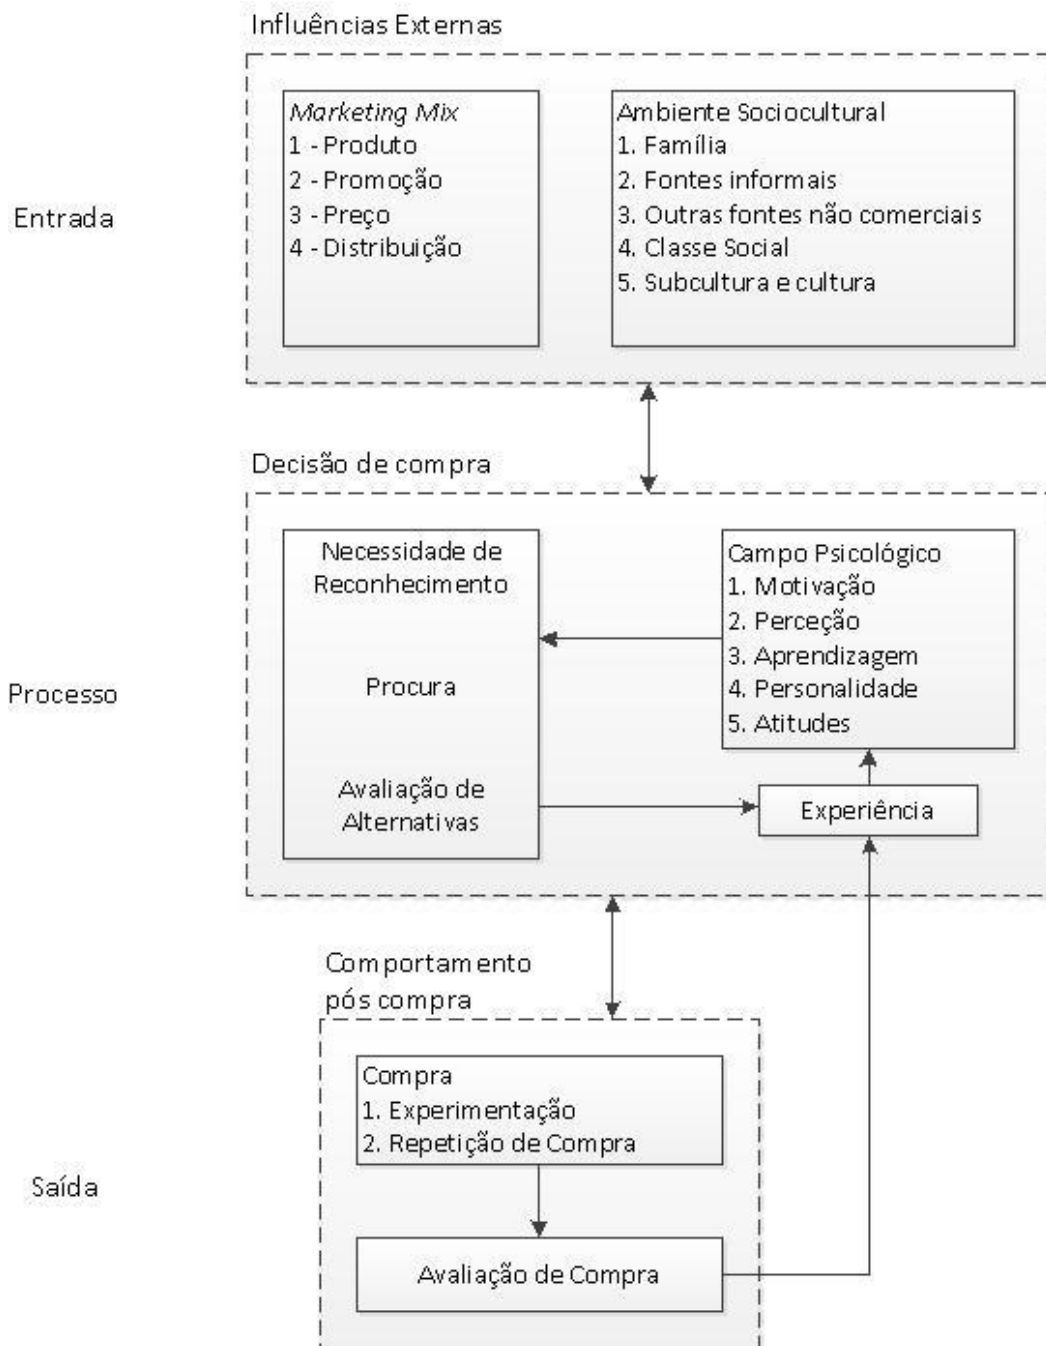 Influências Externas
Marketing Mix
1 - Produto
2 - Promoção
3 - Preço
4 - Distribuição
Ambiente Sociocultural
1. Família
2. Fontes informais
3. Outras fontes não comerciais
4. Classe Social
5. Subcultura e cultura
Entrada
Decisão de compra
Necessidade de
Reconhecimento
Procura
Avaliação de
Alternativas
Campo Psicológico
1. Motivação
2. Perceção
3. Aprendizagem
4. Personalidade
5. Atitudes
Experiência
Processo
Comportamento
pós compra
Compra
1. Experimentação
2. Repetição de Compra
Avaliação de Compra
Saída